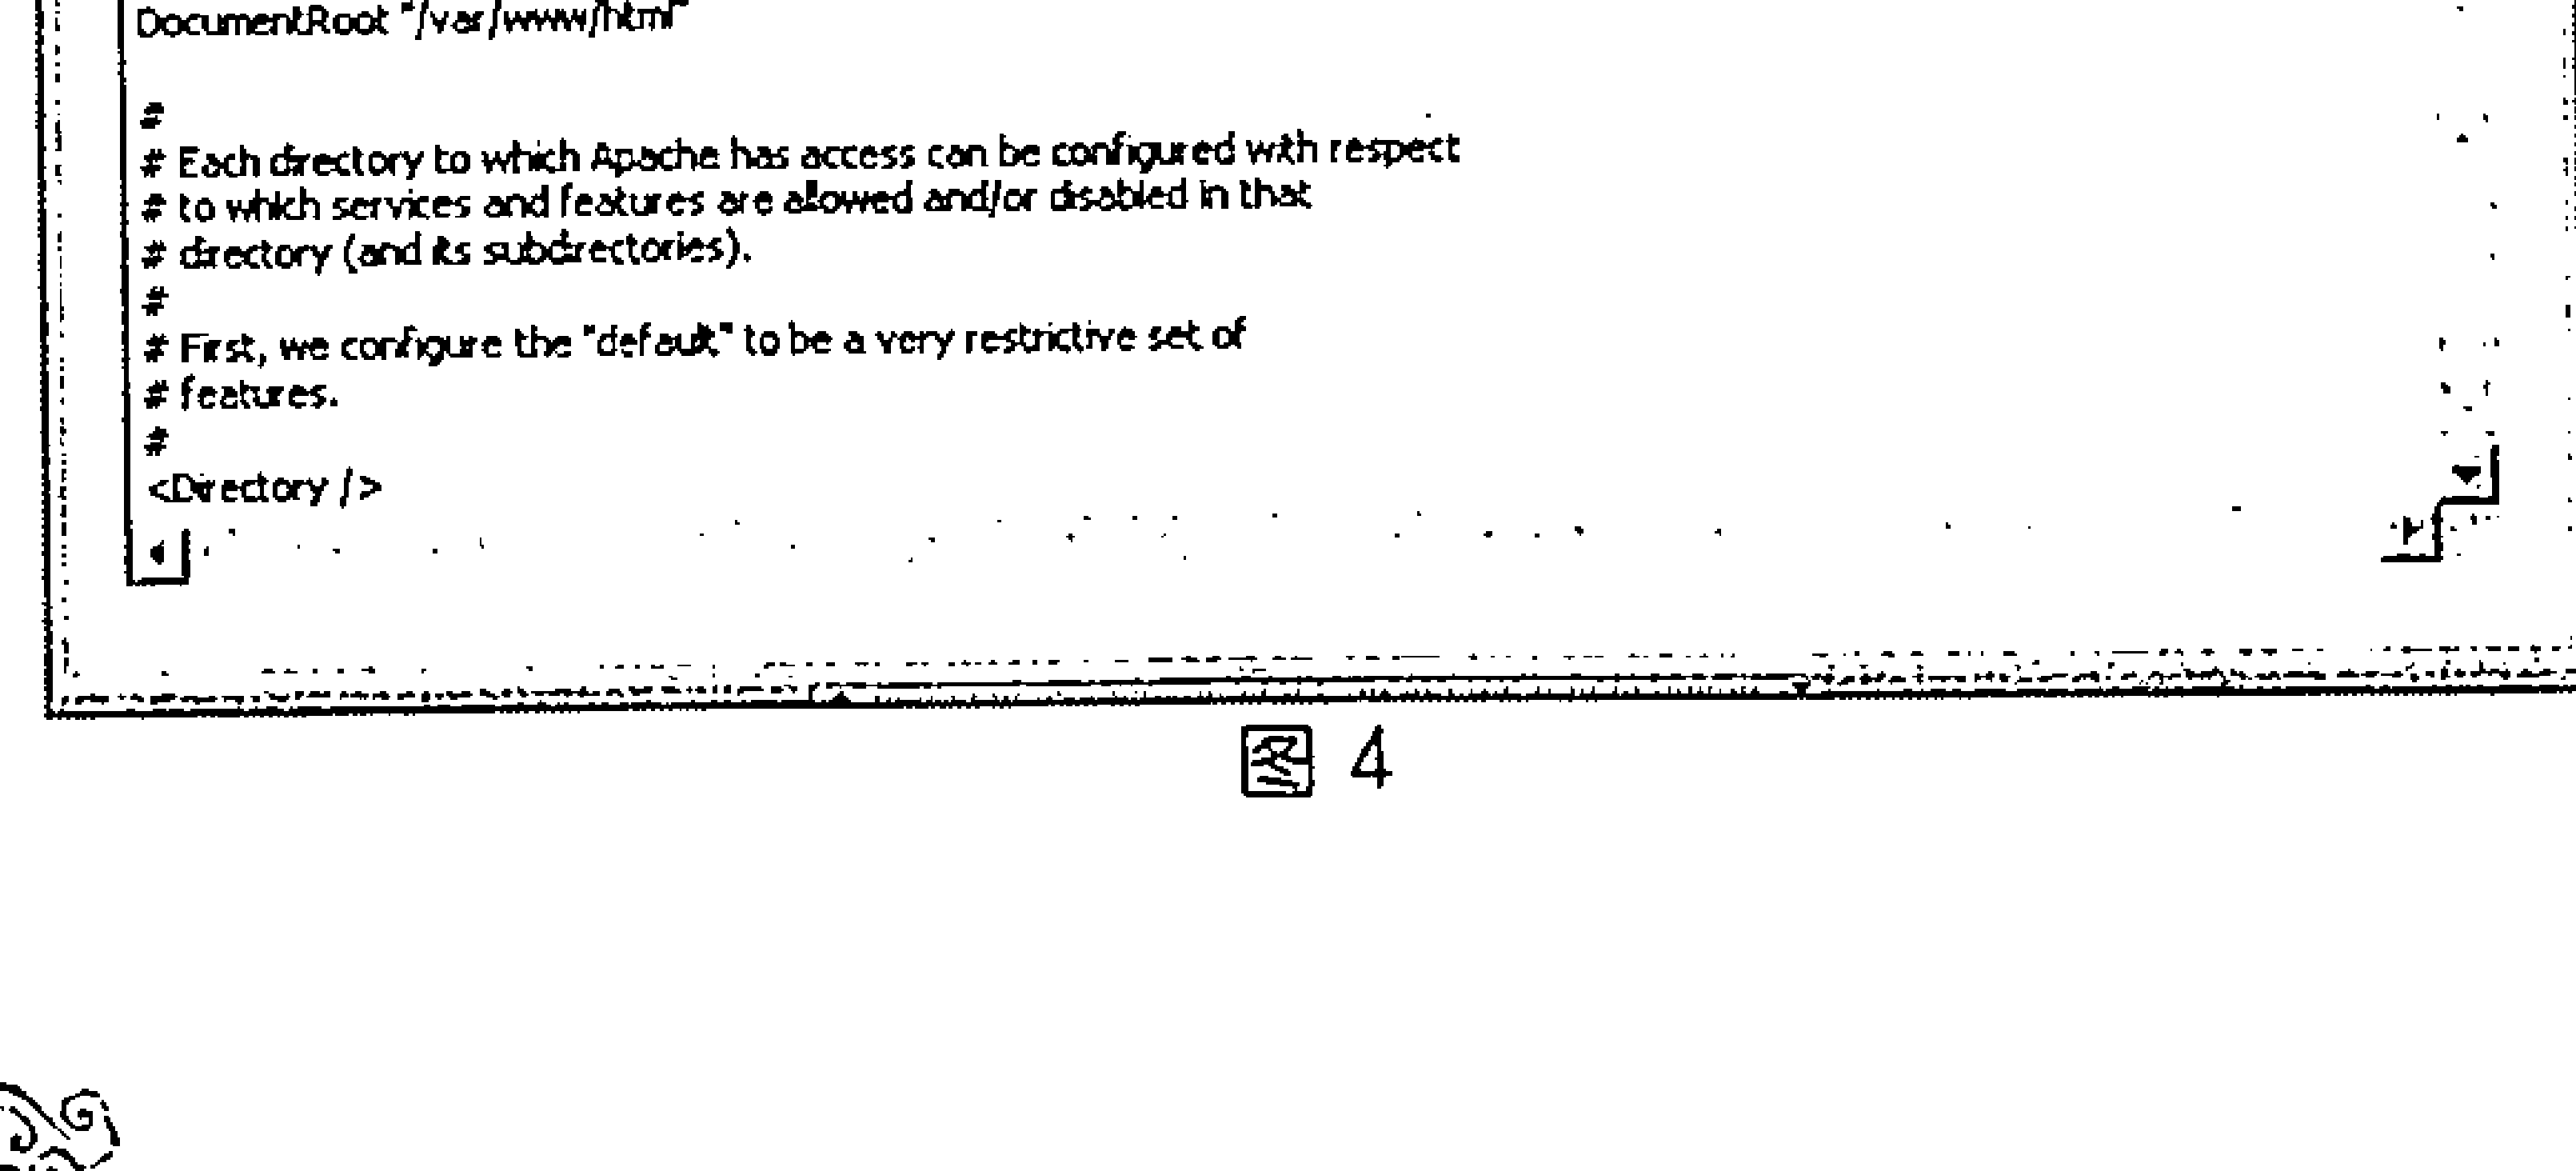 DocumentRoot "/var/www/html"
#
# Each directory to which Apache has access can be configured with respect
# to which services and features are allowed and/or disabled in that
# directory (and its subdirectories).
#
# First, we configure the "default" to be a very restrictive set of
# features.
#
<Directory />
图 4